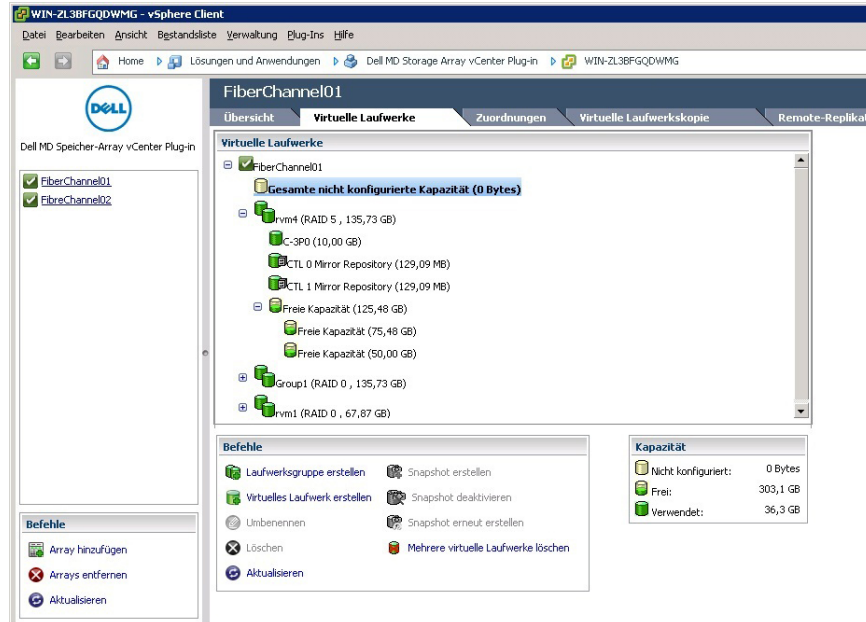 WIN-ZL3BFGQDWMG - vSphere Client
Datei Bearbeiten Ansicht Bestandsliste Verwaltung Plug-Ins Hilfe
Home Lösungen und Anwendungen Dell MD Storage Array vCenter Plug-in WIN-ZL3BFGQDWMG
DELL
Dell MD Speicher-Array vCenter Plug-in
FiberChannel01
FibreChannel02
Befehle
Array hinzufügen
Arrays entfernen
Aktualisieren
FiberChannel01
Übersicht Virtuelle Laufwerke Zuordnungen Virtuelle Laufwerkskopie Remote-Replikat
Virtuelle Laufwerke
FiberChannel01
Gesamte nicht konfigurierte Kapazität (0 Bytes)
rvm4 (RAID 5 , 135,73 GB)
C-3P0 (10,00 GB)
CTL 0 Mirror Repository (129,09 MB)
CTL 1 Mirror Repository (129,09 MB)
Freie Kapazität (125,48 GB)
Freie Kapazität (75,48 GB)
Freie Kapazität (50,00 GB)
Group1 (RAID 0 , 135,73 GB)
rvm1 (RAID 0 , 67,87 GB)
Befehle
Laufwerksgruppe erstellen Snapshot erstellen
Virtuelles Laufwerk erstellen Snapshot deaktivieren
Umbenennen Snapshot erneut erstellen
Löschen Mehrere virtuelle Laufwerke löschen
Aktualisieren
Kapazität
Nicht konfiguriert: 0 Bytes
Frei: 303,1 GB
Verwendet: 36,3 GB